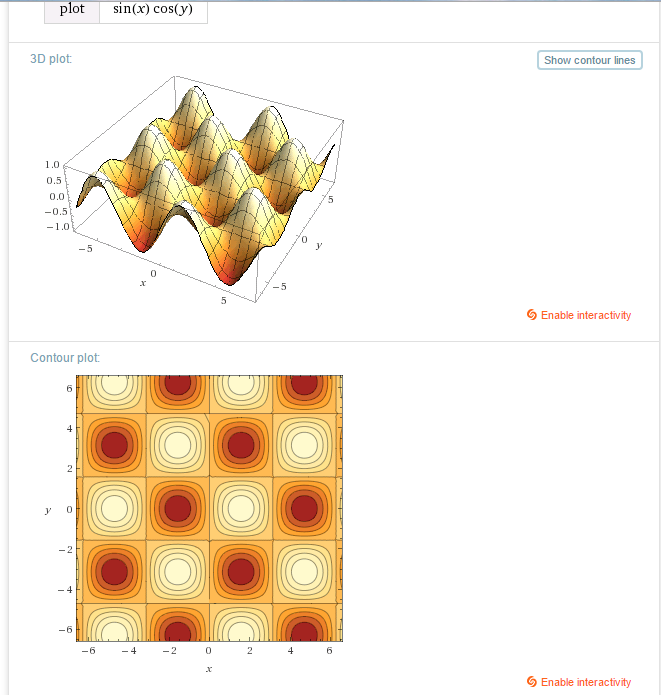 plot sin(x) cos(y)
3D plot:
Show contour lines
1.0
0.5
0.0
−0.5
−1.0
−5
0
x
5
−5
0
y
5
Enable interactivity
Contour plot:
6
4
2
y 0
−2
−4
−6
−6 −4 −2 0 2 4 6
x
Enable interactivity